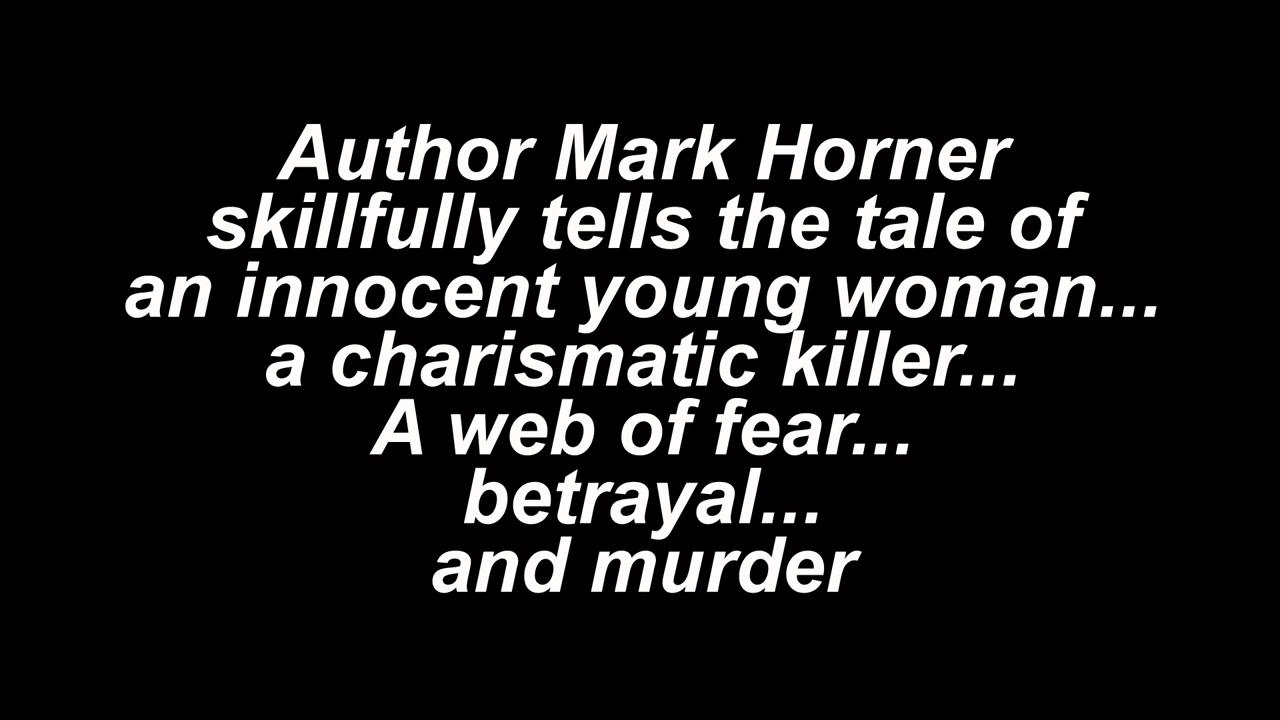 Author Mark Horner
skillfully tells the tale of
an innocent young woman...
a charismatic killer...
A web of fear...
betrayal...
and murder